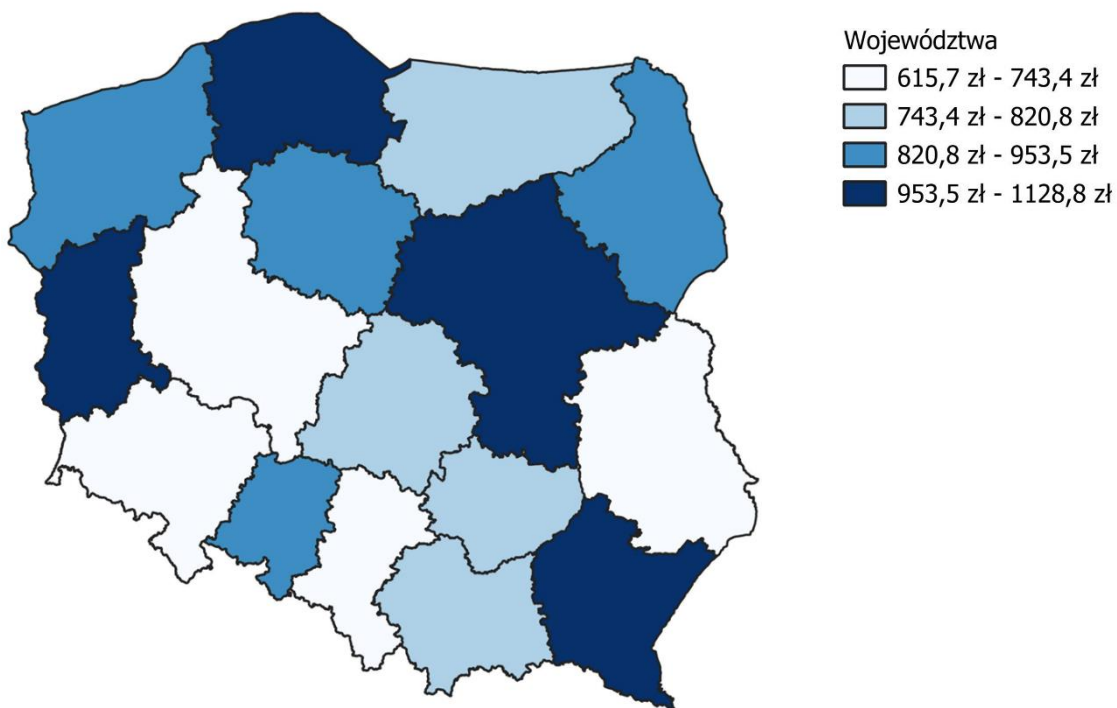 Województwa
615,7 zł - 743,4 zł
743,4 zł - 820,8 zł
820,8 zł - 953,5 zł
953,5 zł - 1128,8 zł